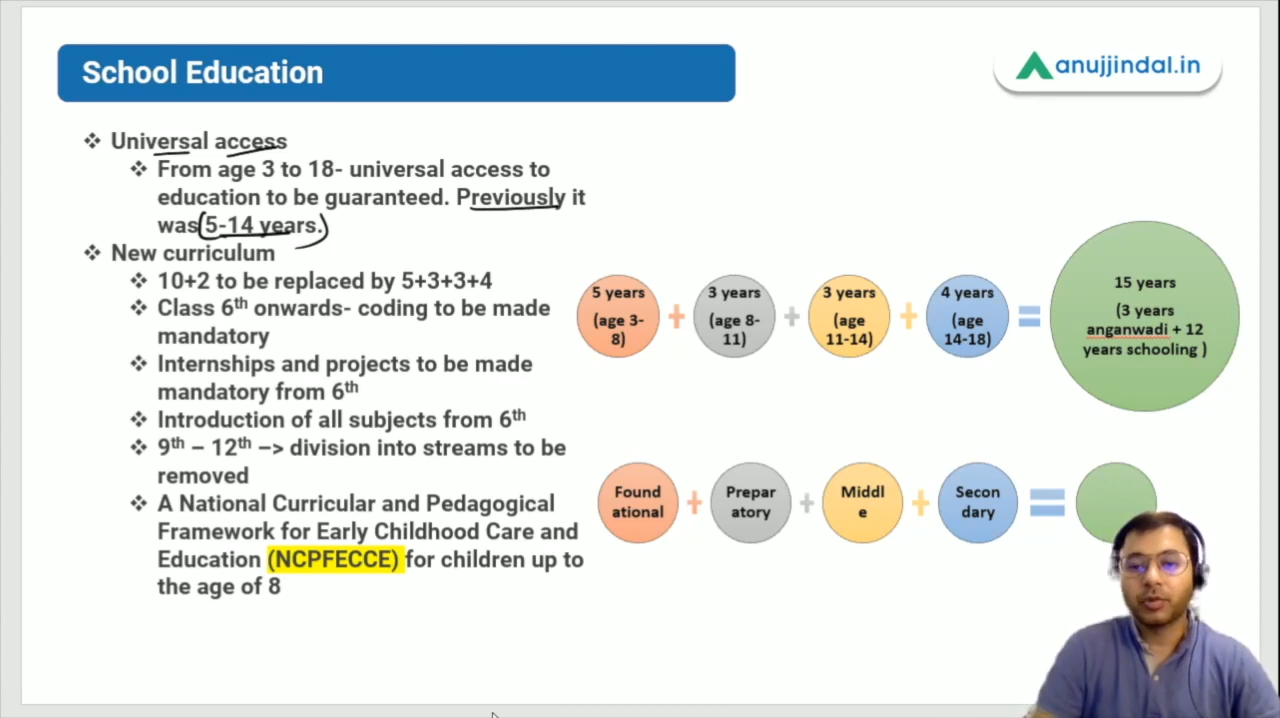 School Education
anujjindal.in
❖ Universal access
❖ From age 3 to 18- universal access to
education to be guaranteed. Previously it
was 5-14 years.
❖ New curriculum
❖ 10+2 to be replaced by 5+3+3+4
❖ Class 6th onwards- coding to be made
mandatory
❖ Internships and projects to be made
mandatory from 6th
❖ Introduction of all subjects from 6th
❖ 9th – 12th –> division into streams to be
removed
❖ A National Curricular and Pedagogical
Framework for Early Childhood Care and
Education (NCPFECCE) for children up to
the age of 8
5 years
(age 3-
8)
+
3 years
(age 8-
11)
+
3 years
(age
11-14)
+
4 years
(age
14-18)
=
15 years
(3 years
anganwadi + 12
years schooling )
Found
ational
+
Prepar
atory
+
Middl
e
+
Secon
dary
=